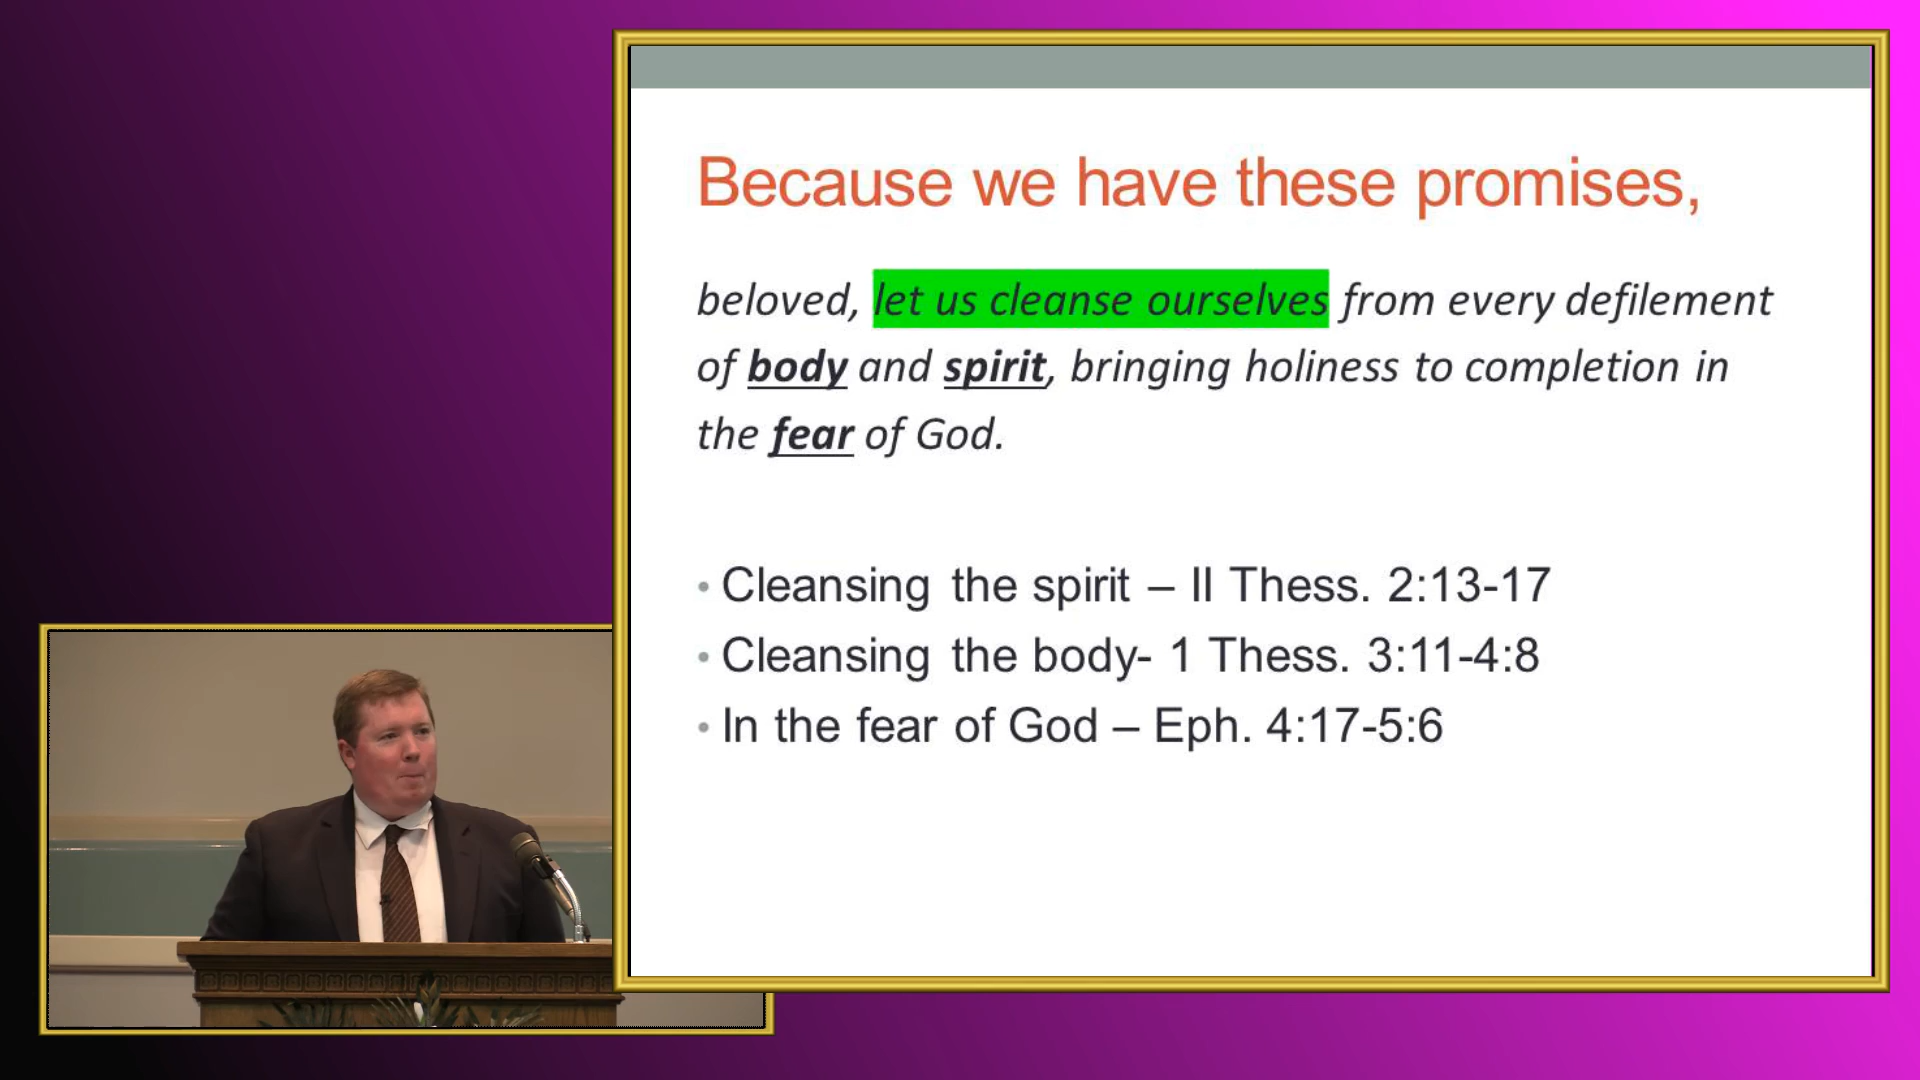 Because we have these promises,
beloved, let us cleanse ourselves from every defilement
of body and spirit, bringing holiness to completion in
the fear of God.
• Cleansing the spirit – II Thess. 2:13-17
• Cleansing the body- 1 Thess. 3:11-4:8
• In the fear of God – Eph. 4:17-5:6